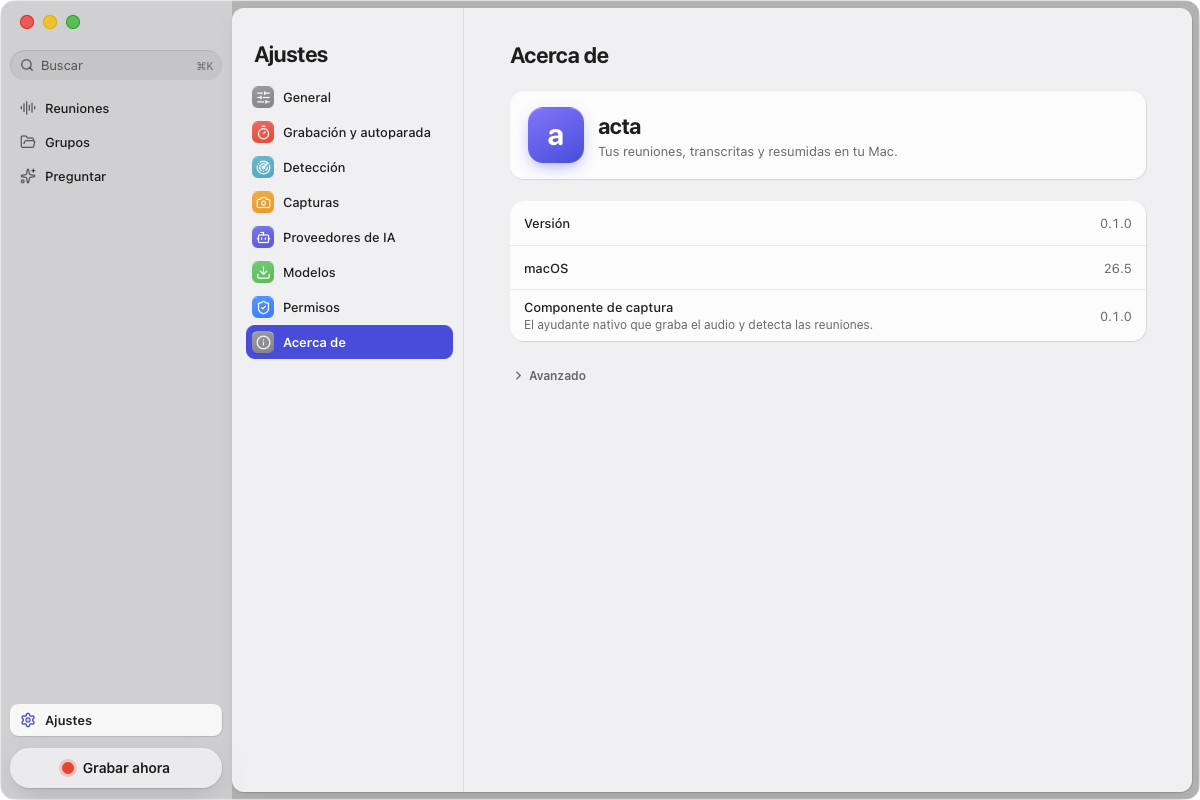 Buscar ⌘K
Reuniones
Grupos
Preguntar
Ajustes
Grabar ahora
Ajustes
General
Grabación y autoparada
Detección
Capturas
Proveedores de IA
Modelos
Permisos
Acerca de
Acerca de
a
acta
Tus reuniones, transcritas y resumidas en tu Mac.
Versión 0.1.0
macOS 26.5
Componente de captura
El ayudante nativo que graba el audio y detecta las reuniones.
0.1.0
Avanzado